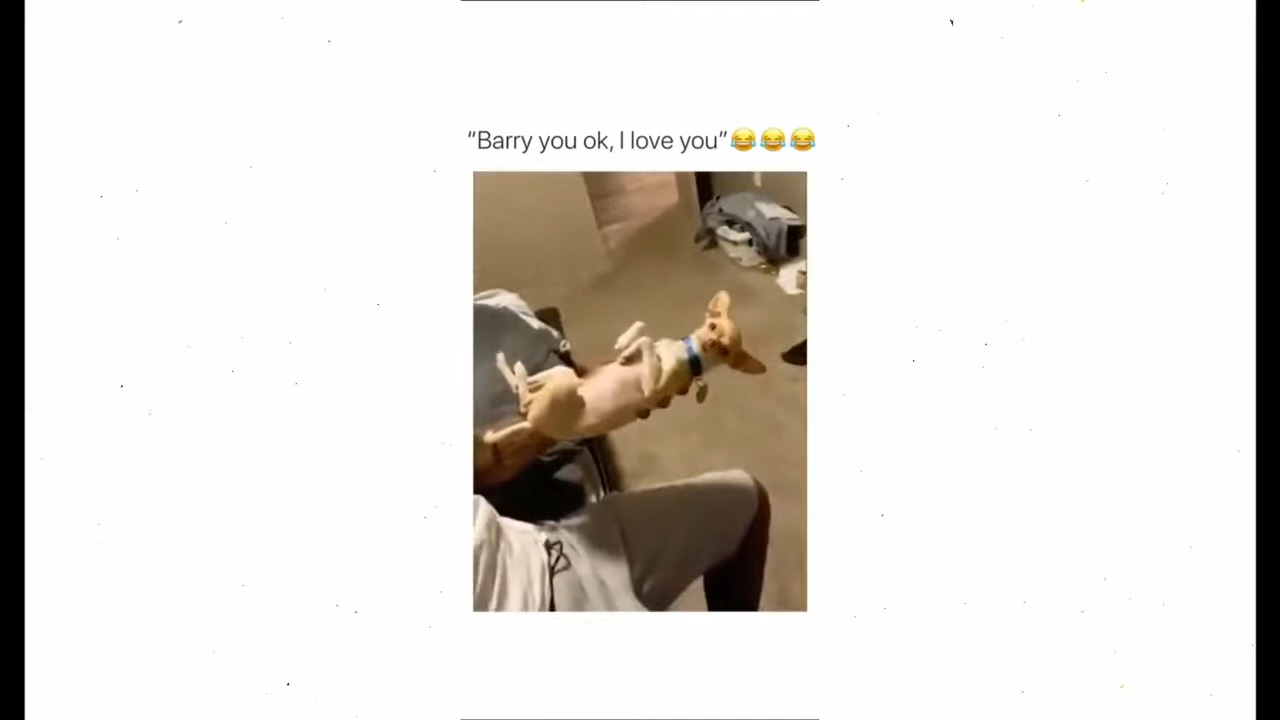 “Barry you ok, I love you”😂😂😂